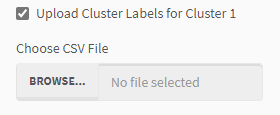 Upload Cluster Labels for Cluster 1
Choose CSV File
BROWSE... No file selected